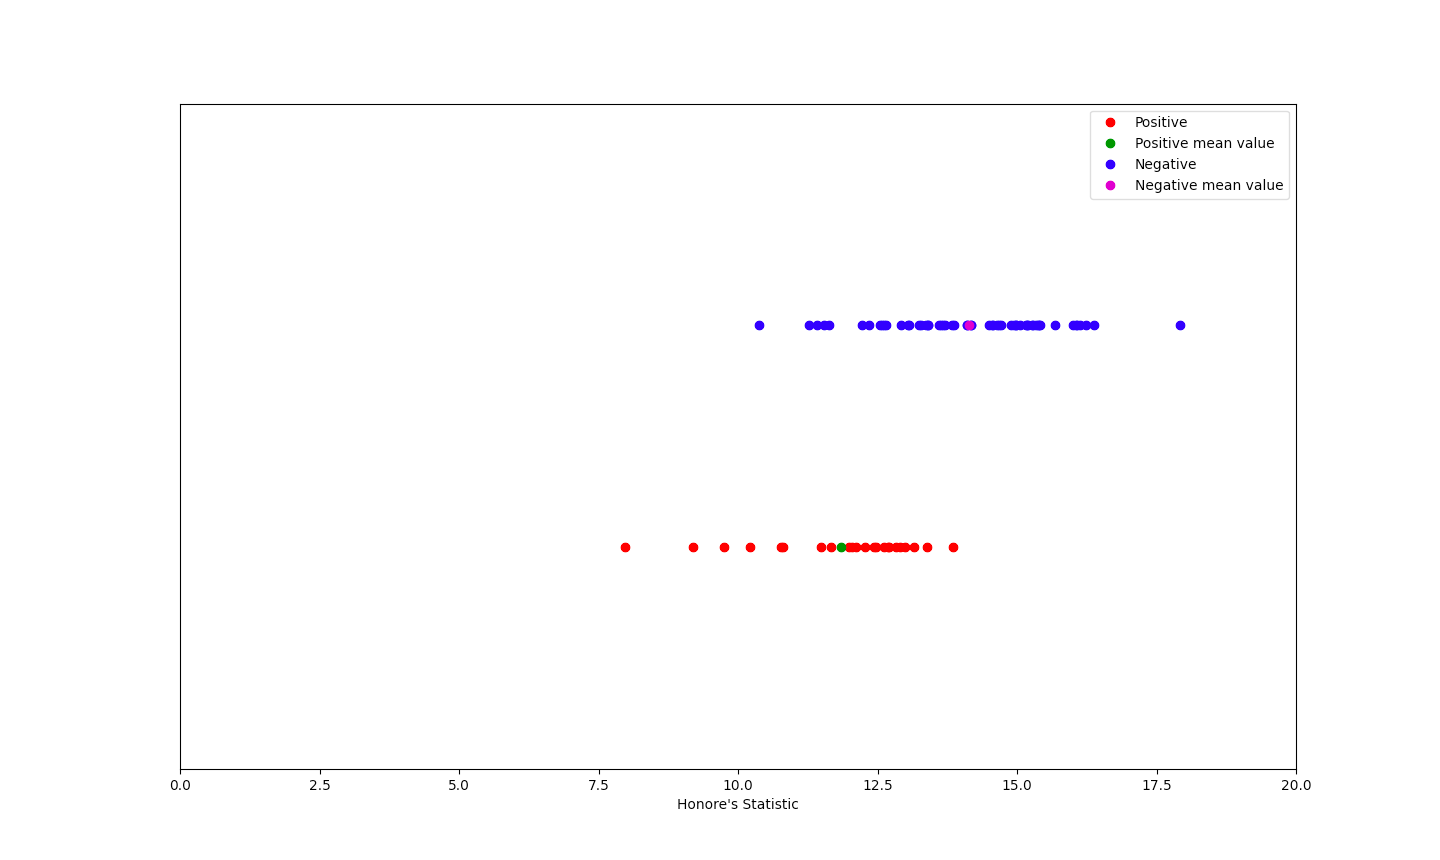 Positive
Positive mean value
Negative
Negative mean value
0.0 2.5 5.0 7.5 10.0 12.5 15.0 17.5 20.0
Honore's Statistic